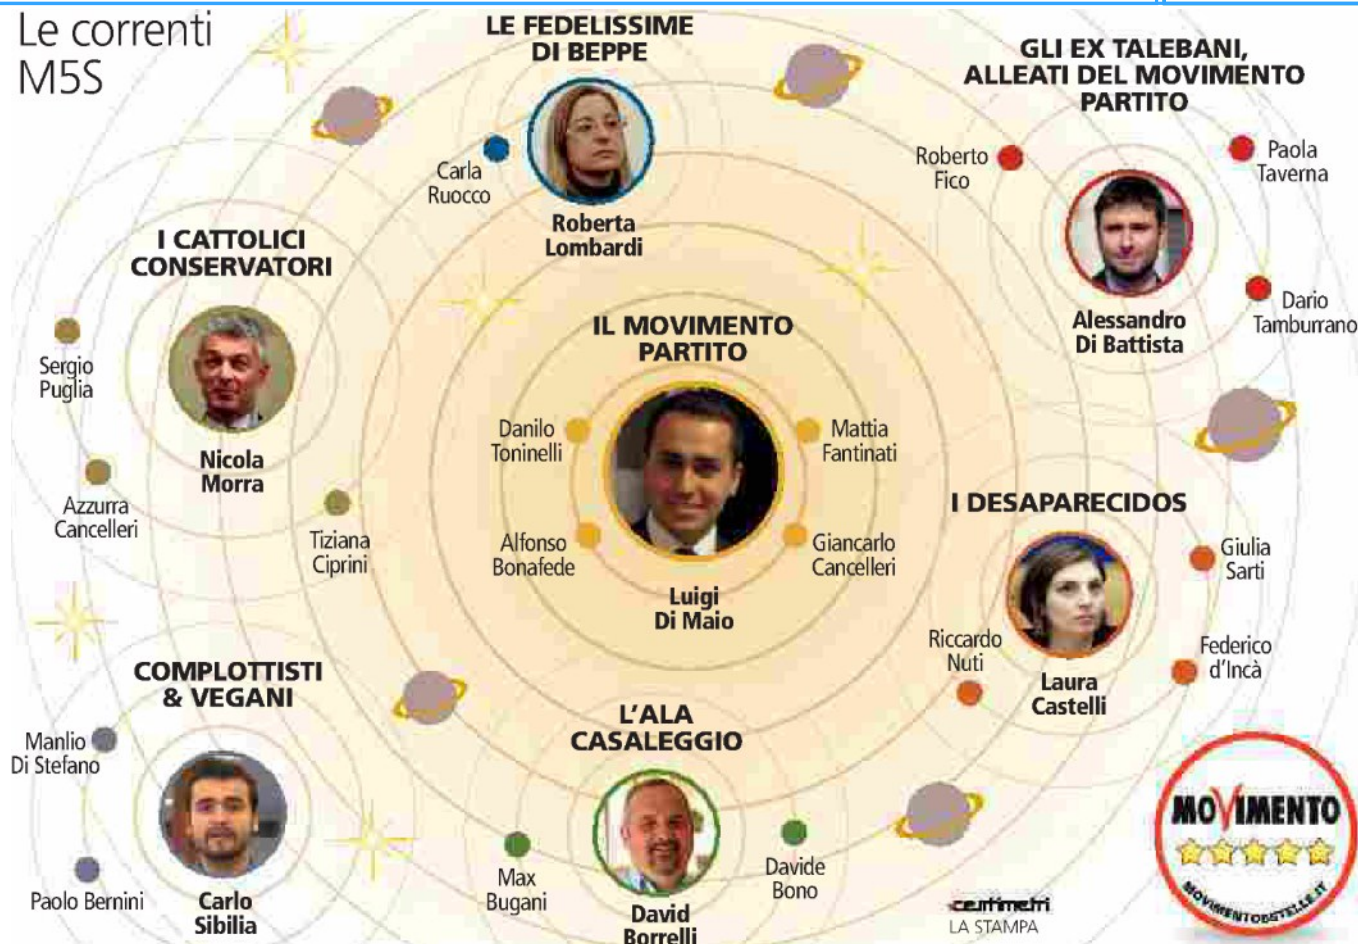 Le correnti
M5S
LE FEDELISSIME
DI BEPPE
Carla
Ruocco
Roberta
Lombardi
GLI EX TALEBANI,
ALLEATI DEL MOVIMENTO
PARTITO
Roberto
Fico
Paola
Taverna
Alessandro
Di Battista
Dario
Tamburrano
I CATTOLICI
CONSERVATORI
Sergio
Puglia
Nicola
Morra
Azzurra
Cancelleri
Tiziana
Ciprini
IL MOVIMENTO
PARTITO
Danilo
Toninelli
Mattia
Fantinati
Alfonso
Bonafede
Giancarlo
Cancelleri
Luigi
Di Maio
I DESAPARECIDOS
Giulia
Sarti
Riccardo
Nuti
Federico
d'Incà
Laura
Castelli
COMPLOTTISTI
& VEGANI
Manlio
Di Stefano
Paolo Bernini
Carlo
Sibilia
L'ALA
CASALEGGIO
Max
Bugani
Davide
Bono
David
Borrelli
centimetri
LA STAMPA
MOVIMENTO
MOVIMENTO5STELLE.IT